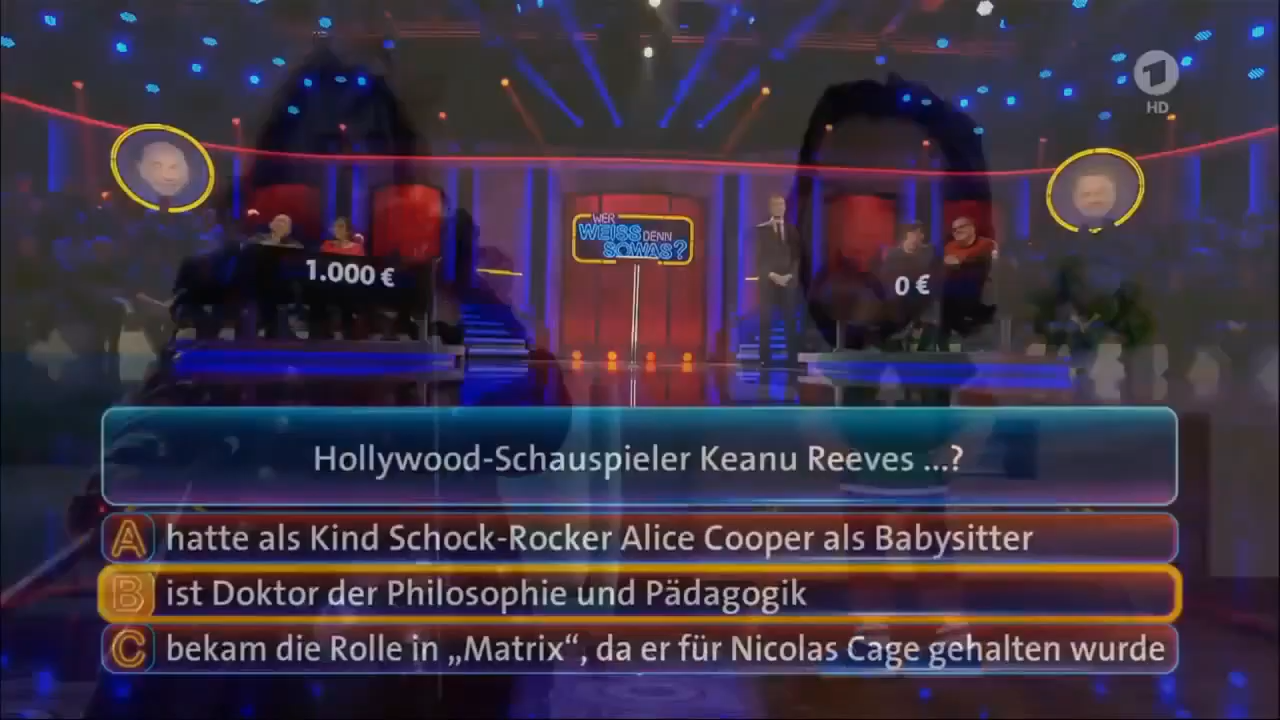 1
HD
WER
WEISS DENN
SOWAS?
1.000 €
0 €
Hollywood-Schauspieler Keanu Reeves ...?
A hatte als Kind Schock-Rocker Alice Cooper als Babysitter
B ist Doktor der Philosophie und Pädagogik
C bekam die Rolle in „Matrix“, da er für Nicolas Cage gehalten wurde